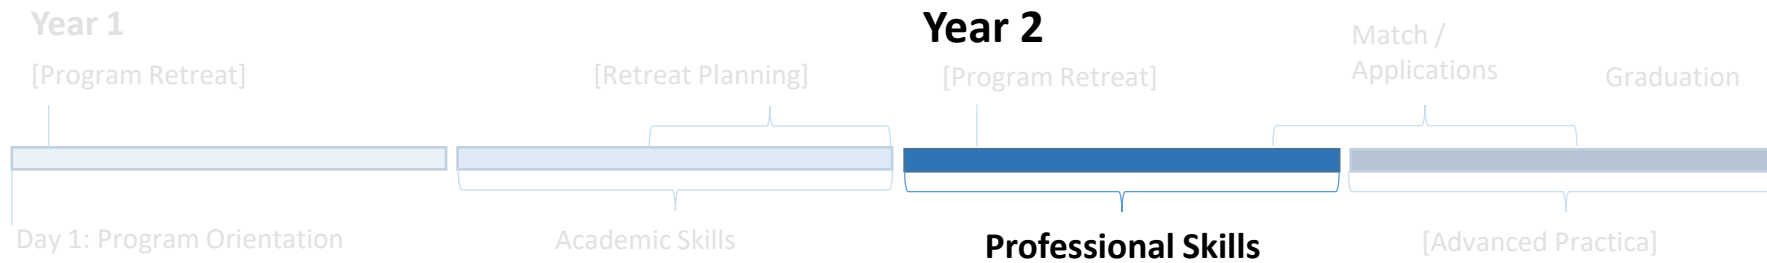 Year 1
Year 2
Match /
Applications
[Program Retreat]
[Retreat Planning]
[Program Retreat]
Graduation
Day 1: Program Orientation
Academic Skills
Professional Skills
[Advanced Practica]